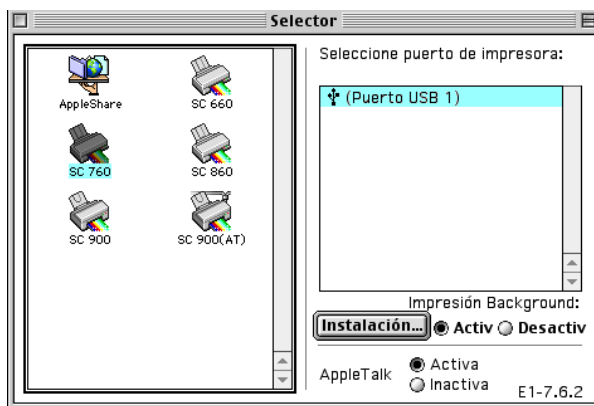 Selector
AppleShare
SC 660
SC 760
SC 860
SC 900
SC 900(AT)
Seleccione puerto de impresora:
(Puerto USB 1)
Impresión Background:
Instalación...
Activ
Desactiv
AppleTalk
Activa
Inactiva
E1-7.6.2